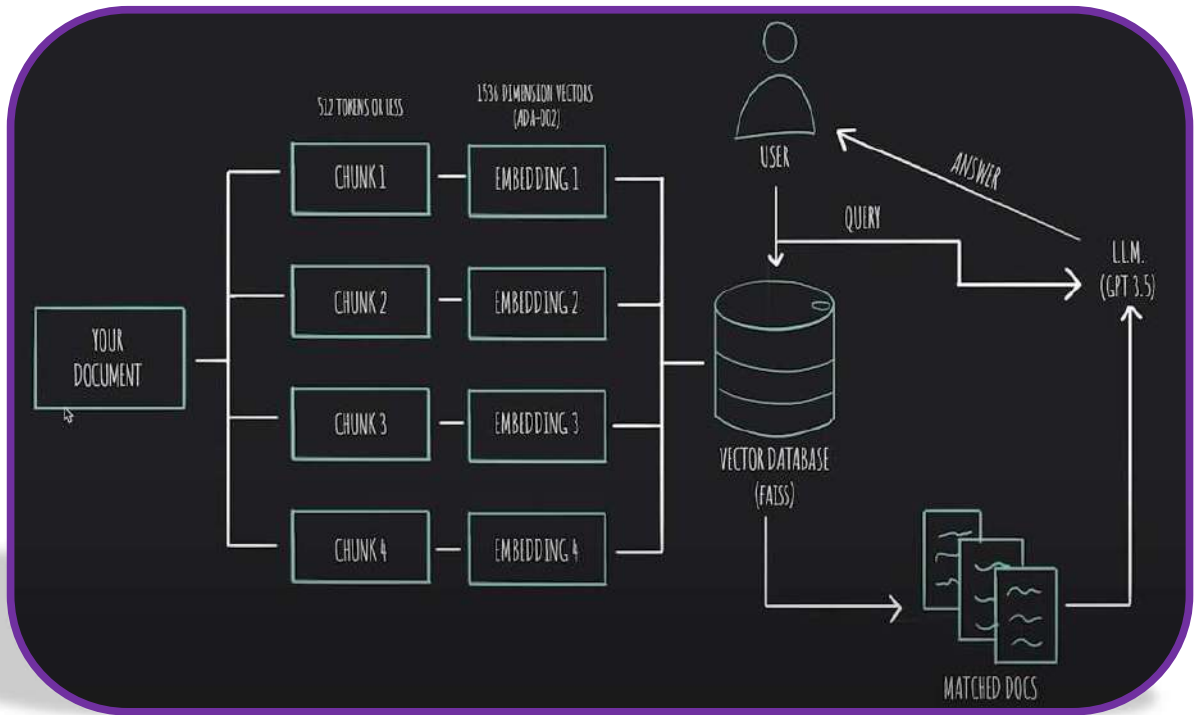 512 TOKENS OR LESS
1536 DIMENSION VECTORS
(ADA-002)
YOUR
DOCUMENT
CHUNK 1
EMBEDDING 1
CHUNK 2
EMBEDDING 2
CHUNK 3
EMBEDDING 3
CHUNK 4
EMBEDDING 4
USER
ANSWER
QUERY
L.L.M.
(GPT 3.5)
VECTOR DATABASE
(FAISS)
MATCHED DOCS